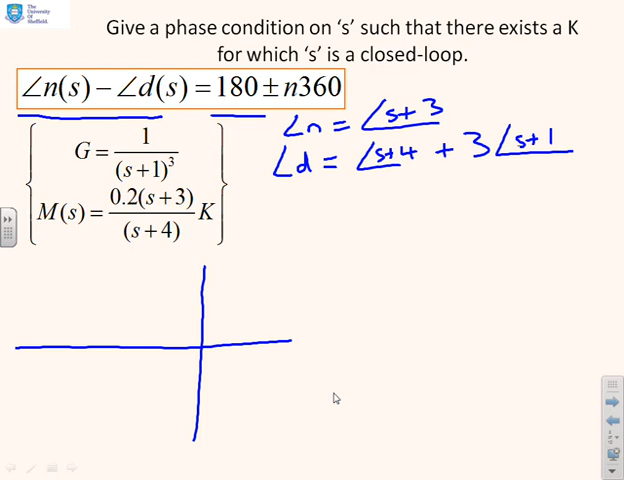 The
University
Of
Sheffield.
Give a phase condition on ‘s’ such that there exists a K
for which ‘s’ is a closed-loop.
∠n(s) − ∠d(s) = 180 ± n360
∠n = ∠s+3
∠d = ∠s+4 + 3∠s+1
G = 1/(s+1)³
M(s) = 0.2(s+3)/(s+4) K